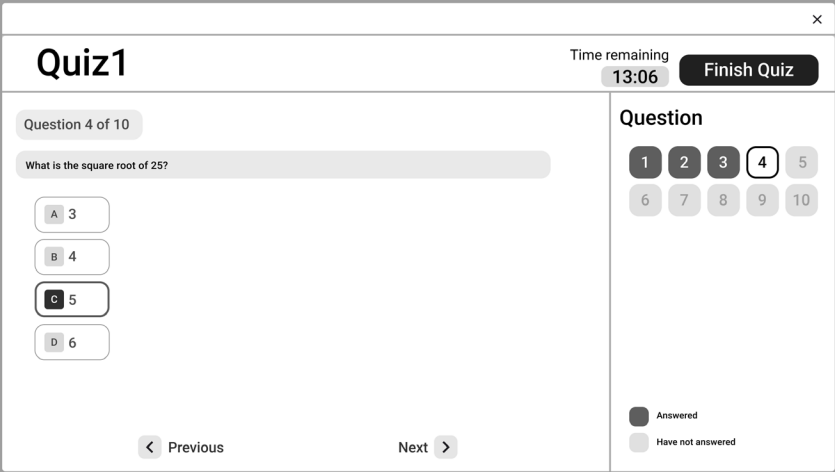 ×
Quiz1
Time remaining
13:06
Finish Quiz
Question 4 of 10
What is the square root of 25?
A 3
B 4
C 5
D 6
Previous
Next
Question
1 2 3 4 5
6 7 8 9 10
Answered
Have not answered